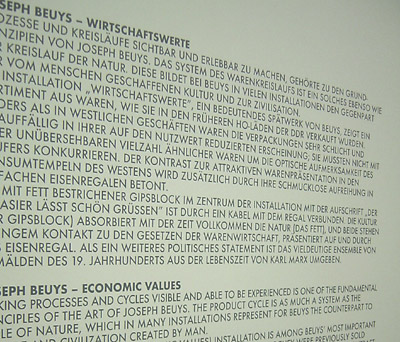 SEPH BEUYS – WIRTSCHAFTSWERTE
OZESSE UND KREISLÄUFE SICHTBAR UND ERLEBBAR ZU MACHEN, GEHÖRTE ZU DEN GRUND-
NZIPIEN VON JOSEPH BEUYS. DAS SYSTEM DES WARENKREISLAUFS IST EIN SOLCHES EBENSO WIE
R KREISLAUF DER NATUR. DIESE BILDET BEI BEUYS IN VIELEN INSTALLATIONEN DEN GEGENPART
R VOM MENSCHEN GESCHAFFENEN KULTUR UND ZUR ZIVILISATION.
INSTALLATION „WIRTSCHAFTSWERTE", EIN BEDEUTENDES SPÄTWERK VON BEUYS, ZEIGT EIN
RTIMENT AUS WAREN, WIE SIE IN DEN FRÜHEREN HO-LÄDEN DER DDR VERKAUFT WURDEN.
DERS ALS IN WESTLICHEN GESCHÄFTEN WAREN DIE VERPACKUNGEN SEHR SCHLICHT UND
AUFFÄLLIG IN IHRER AUF DEN NUTZWERT REDUZIERTEN ERSCHEINUNG; SIE MUSSTEN NICHT MIT
ER UNÜBERSEHBAREN VIELZAHL ÄHNLICHER WAREN UM DIE OPTISCHE AUFMERKSAMKEIT DES
UFERS KONKURRIEREN. DER KONTRAST ZUR ATTRAKTIVEN WARENPRÄSENTATION IN DEN
NSUMTEMPELN DES WESTENS WIRD ZUSÄTZLICH DURCH IHRE SCHMUCKLOSE AUFREIHUNG IN
FACHEN EISENREGALEN BETONT.
MIT FETT BESTRICHENER GIPSBLOCK IM ZENTRUM DER INSTALLATION MIT DER AUFSCHRIFT „DER
ASIER LÄSST SCHÖN GRÜSSEN" IST DURCH EIN KABEL MIT DEM REGAL VERBUNDEN. DIE KULTUR
R GIPSBLOCK) ABSORBIERT MIT DER ZEIT VOLLKOMMEN DIE NATUR (DAS FETT), UND BEIDE STEHEN
INGEM KONTAKT ZU DEN GESETZEN DER WARENWIRTSCHAFT, PRÄSENTIERT AUF UND DURCH
S EISENREGAL. ALS EIN WEITERES POLITISCHES STATEMENT IST DAS VIELDEUTIGE ENSEMBLE VON
MÄLDEN DES 19. JAHRHUNDERTS AUS DER LEBENSZEIT VON KARL MARX UMGEBEN.
SEPH BEUYS – ECONOMIC VALUES
KING PROCESSES AND CYCLES VISIBLE AND ABLE TO BE EXPERIENCED IS ONE OF THE FUNDAMENTAL
INCIPLES OF THE ART OF JOSEPH BEUYS. THE PRODUCT CYCLE IS AS MUCH A SYSTEM AS THE
LE OF NATURE, WHICH IN MANY INSTALLATIONS REPRESENT FOR BEUYS THE COUNTERPART TO
AND CIVILIZATION CREATED BY MAN.
VALUES) INSTALLATION IS AMONG BEUYS' MOST IMPORTANT
THEY WERE PREVIOUSLY SOLD